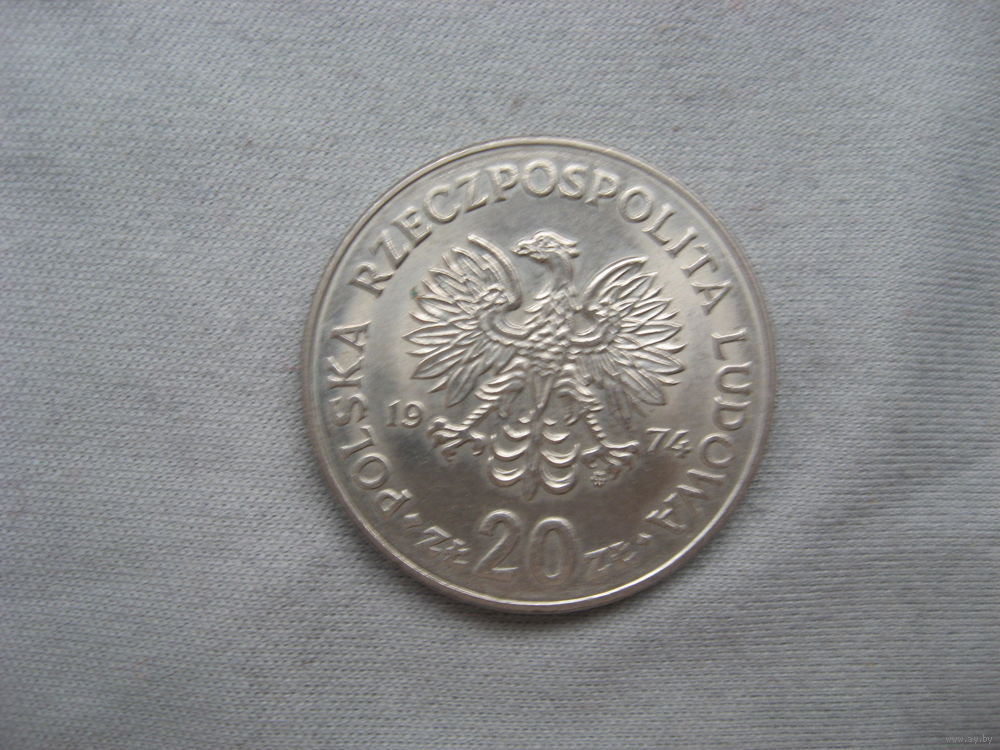 POLSKA RZECZPOSPOLITA LUDOWA
19 74
ZŁ 20 ZŁ
www.ay.by